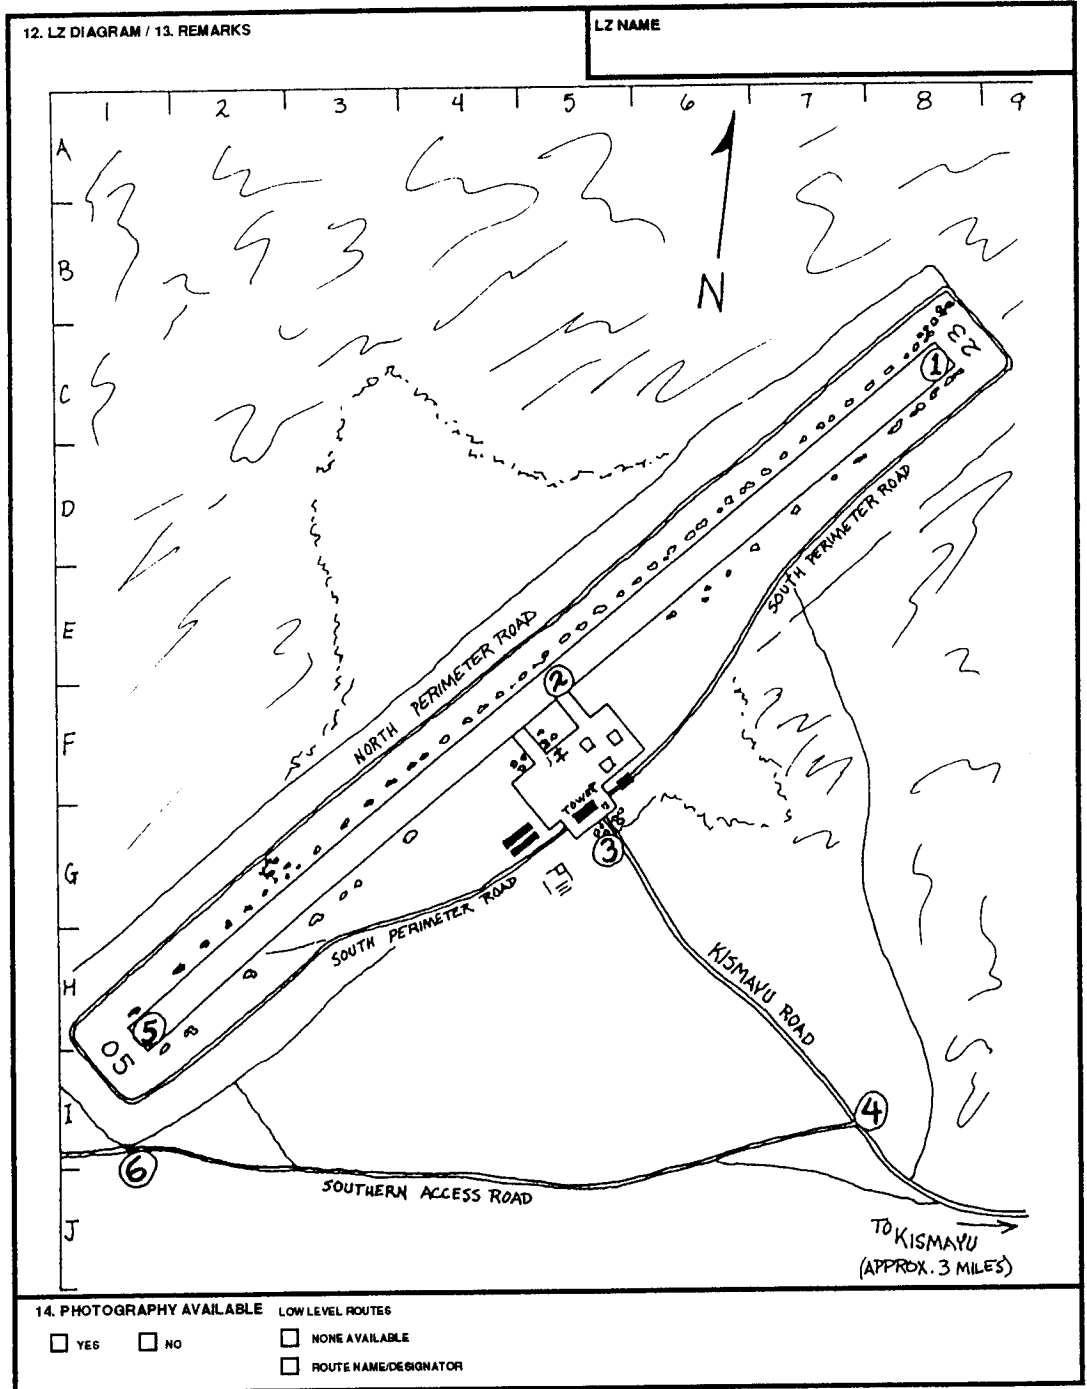 12. LZ DIAGRAM / 13. REMARKS
LZ NAME
1 2 3 4 5 6 7 8 9
A
B
C
D
E
F
G
H
I
J
N
23
1
SOUTH PERIMETER ROAD
NORTH PERIMETER ROAD
2
TOWER
3
SOUTH PERIMETER ROAD
KISMAYU ROAD
5
05
4
6
SOUTHERN ACCESS ROAD
TO KISMAYU
(APPROX. 3 MILES)
14. PHOTOGRAPHY AVAILABLE LOW LEVEL ROUTES
YES NO NONE AVAILABLE
ROUTE NAME/DESIGNATOR